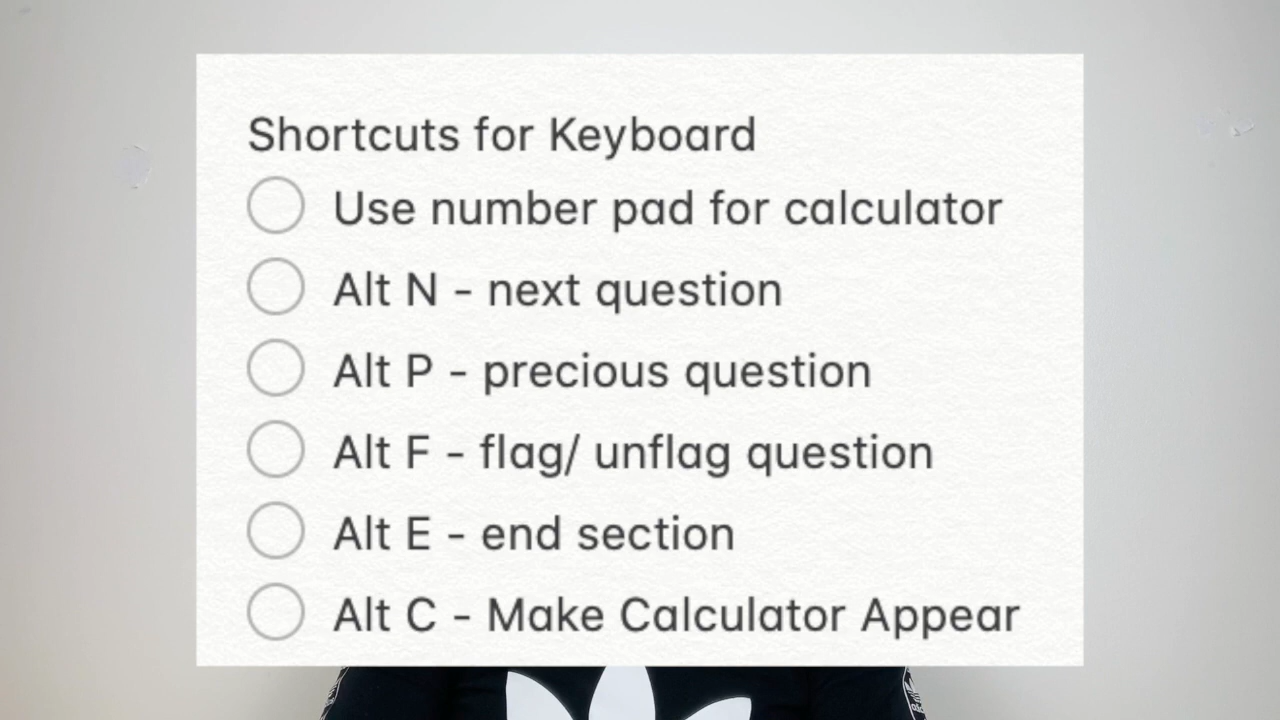 Shortcuts for Keyboard
Use number pad for calculator
Alt N - next question
Alt P - precious question
Alt F - flag/ unflag question
Alt E - end section
Alt C - Make Calculator Appear